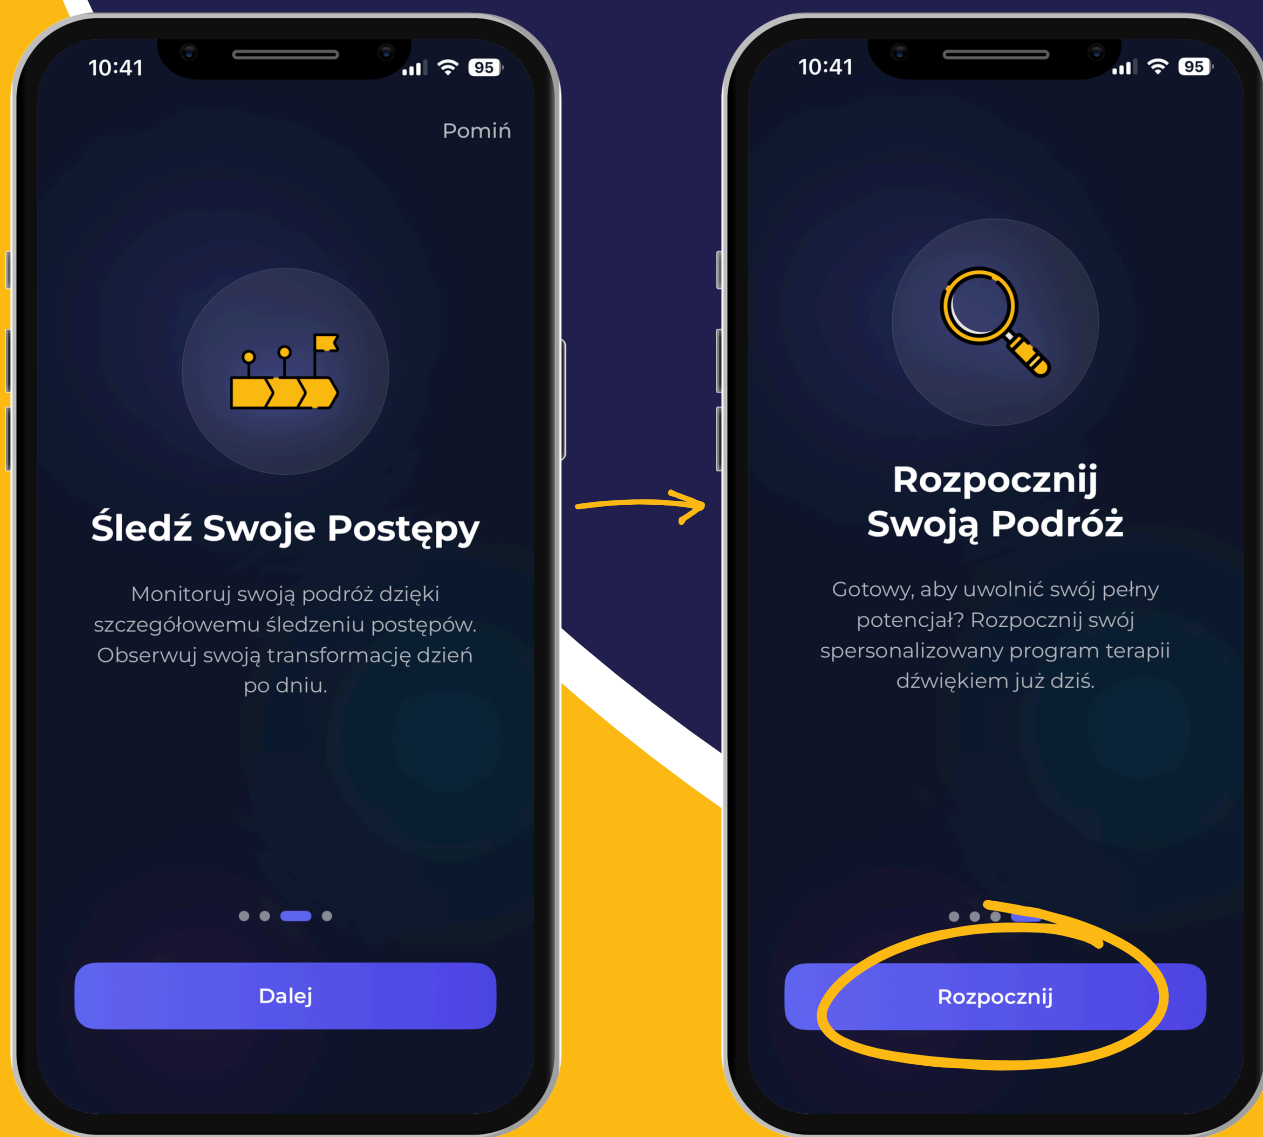 10:41
95
Pomiń
Śledź Swoje Postępy
Monitoruj swoją podróż dzięki
szczegółowemu śledzeniu postępów.
Obserwuj swoją transformację dzień
po dniu.
Dalej
10:41
95
Rozpocznij
Swoją Podróż
Gotowy, aby uwolnić swój pełny
potencjał? Rozpocznij swój
spersonalizowany program terapii
dźwiękiem już dziś.
Rozpocznij